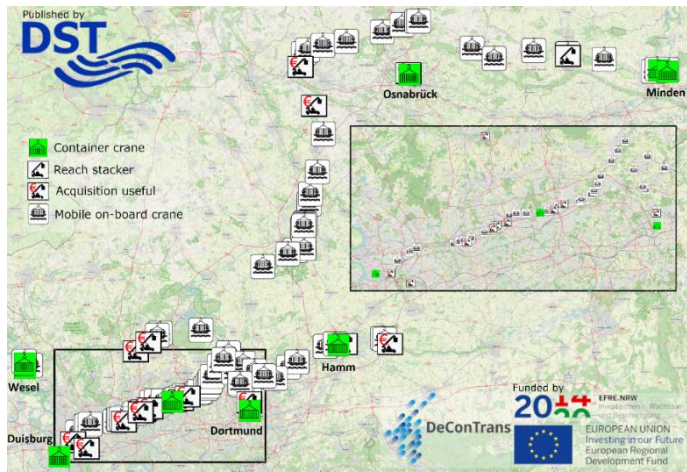 Published by
DST
Osnabrück
Minden
Container crane
Reach stacker
Acquisition useful
Mobile on-board crane
Wesel
Hamm
Duisburg
Dortmund
DeConTrans
Funded by
EFRE.NRW
EUROPEAN UNION
Investing in our Future
European Regional
Development Fund